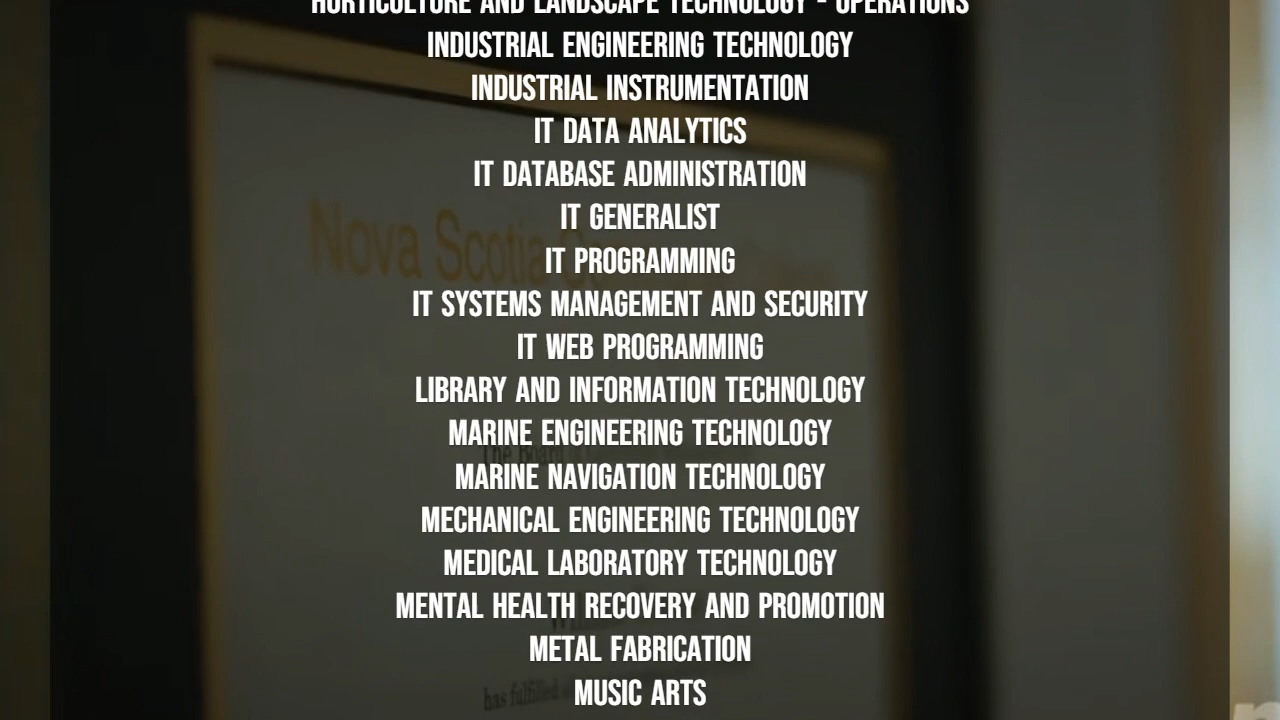 HORTICULTURE AND LANDSCAPE TECHNOLOGY - OPERATIONS
INDUSTRIAL ENGINEERING TECHNOLOGY
INDUSTRIAL INSTRUMENTATION
IT DATA ANALYTICS
IT DATABASE ADMINISTRATION
IT GENERALIST
Nova Scotia
IT PROGRAMMING
IT SYSTEMS MANAGEMENT AND SECURITY
IT WEB PROGRAMMING
LIBRARY AND INFORMATION TECHNOLOGY
MARINE ENGINEERING TECHNOLOGY
The Board
MARINE NAVIGATION TECHNOLOGY
MECHANICAL ENGINEERING TECHNOLOGY
MEDICAL LABORATORY TECHNOLOGY
MENTAL HEALTH RECOVERY AND PROMOTION
METAL FABRICATION
has fulfilled
MUSIC ARTS